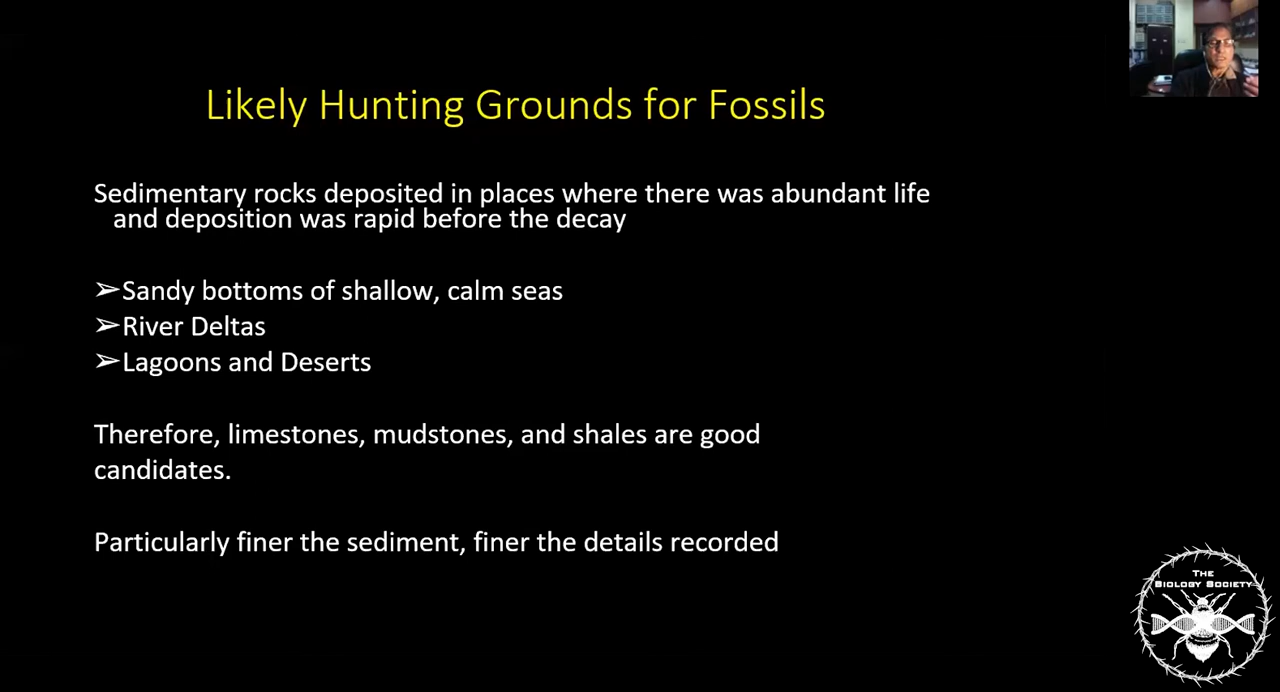 Likely Hunting Grounds for Fossils
Sedimentary rocks deposited in places where there was abundant life
and deposition was rapid before the decay
➢Sandy bottoms of shallow, calm seas
➢River Deltas
➢Lagoons and Deserts
Therefore, limestones, mudstones, and shales are good
candidates.
Particularly finer the sediment, finer the details recorded
THE
BIOLOGY SOCIETY